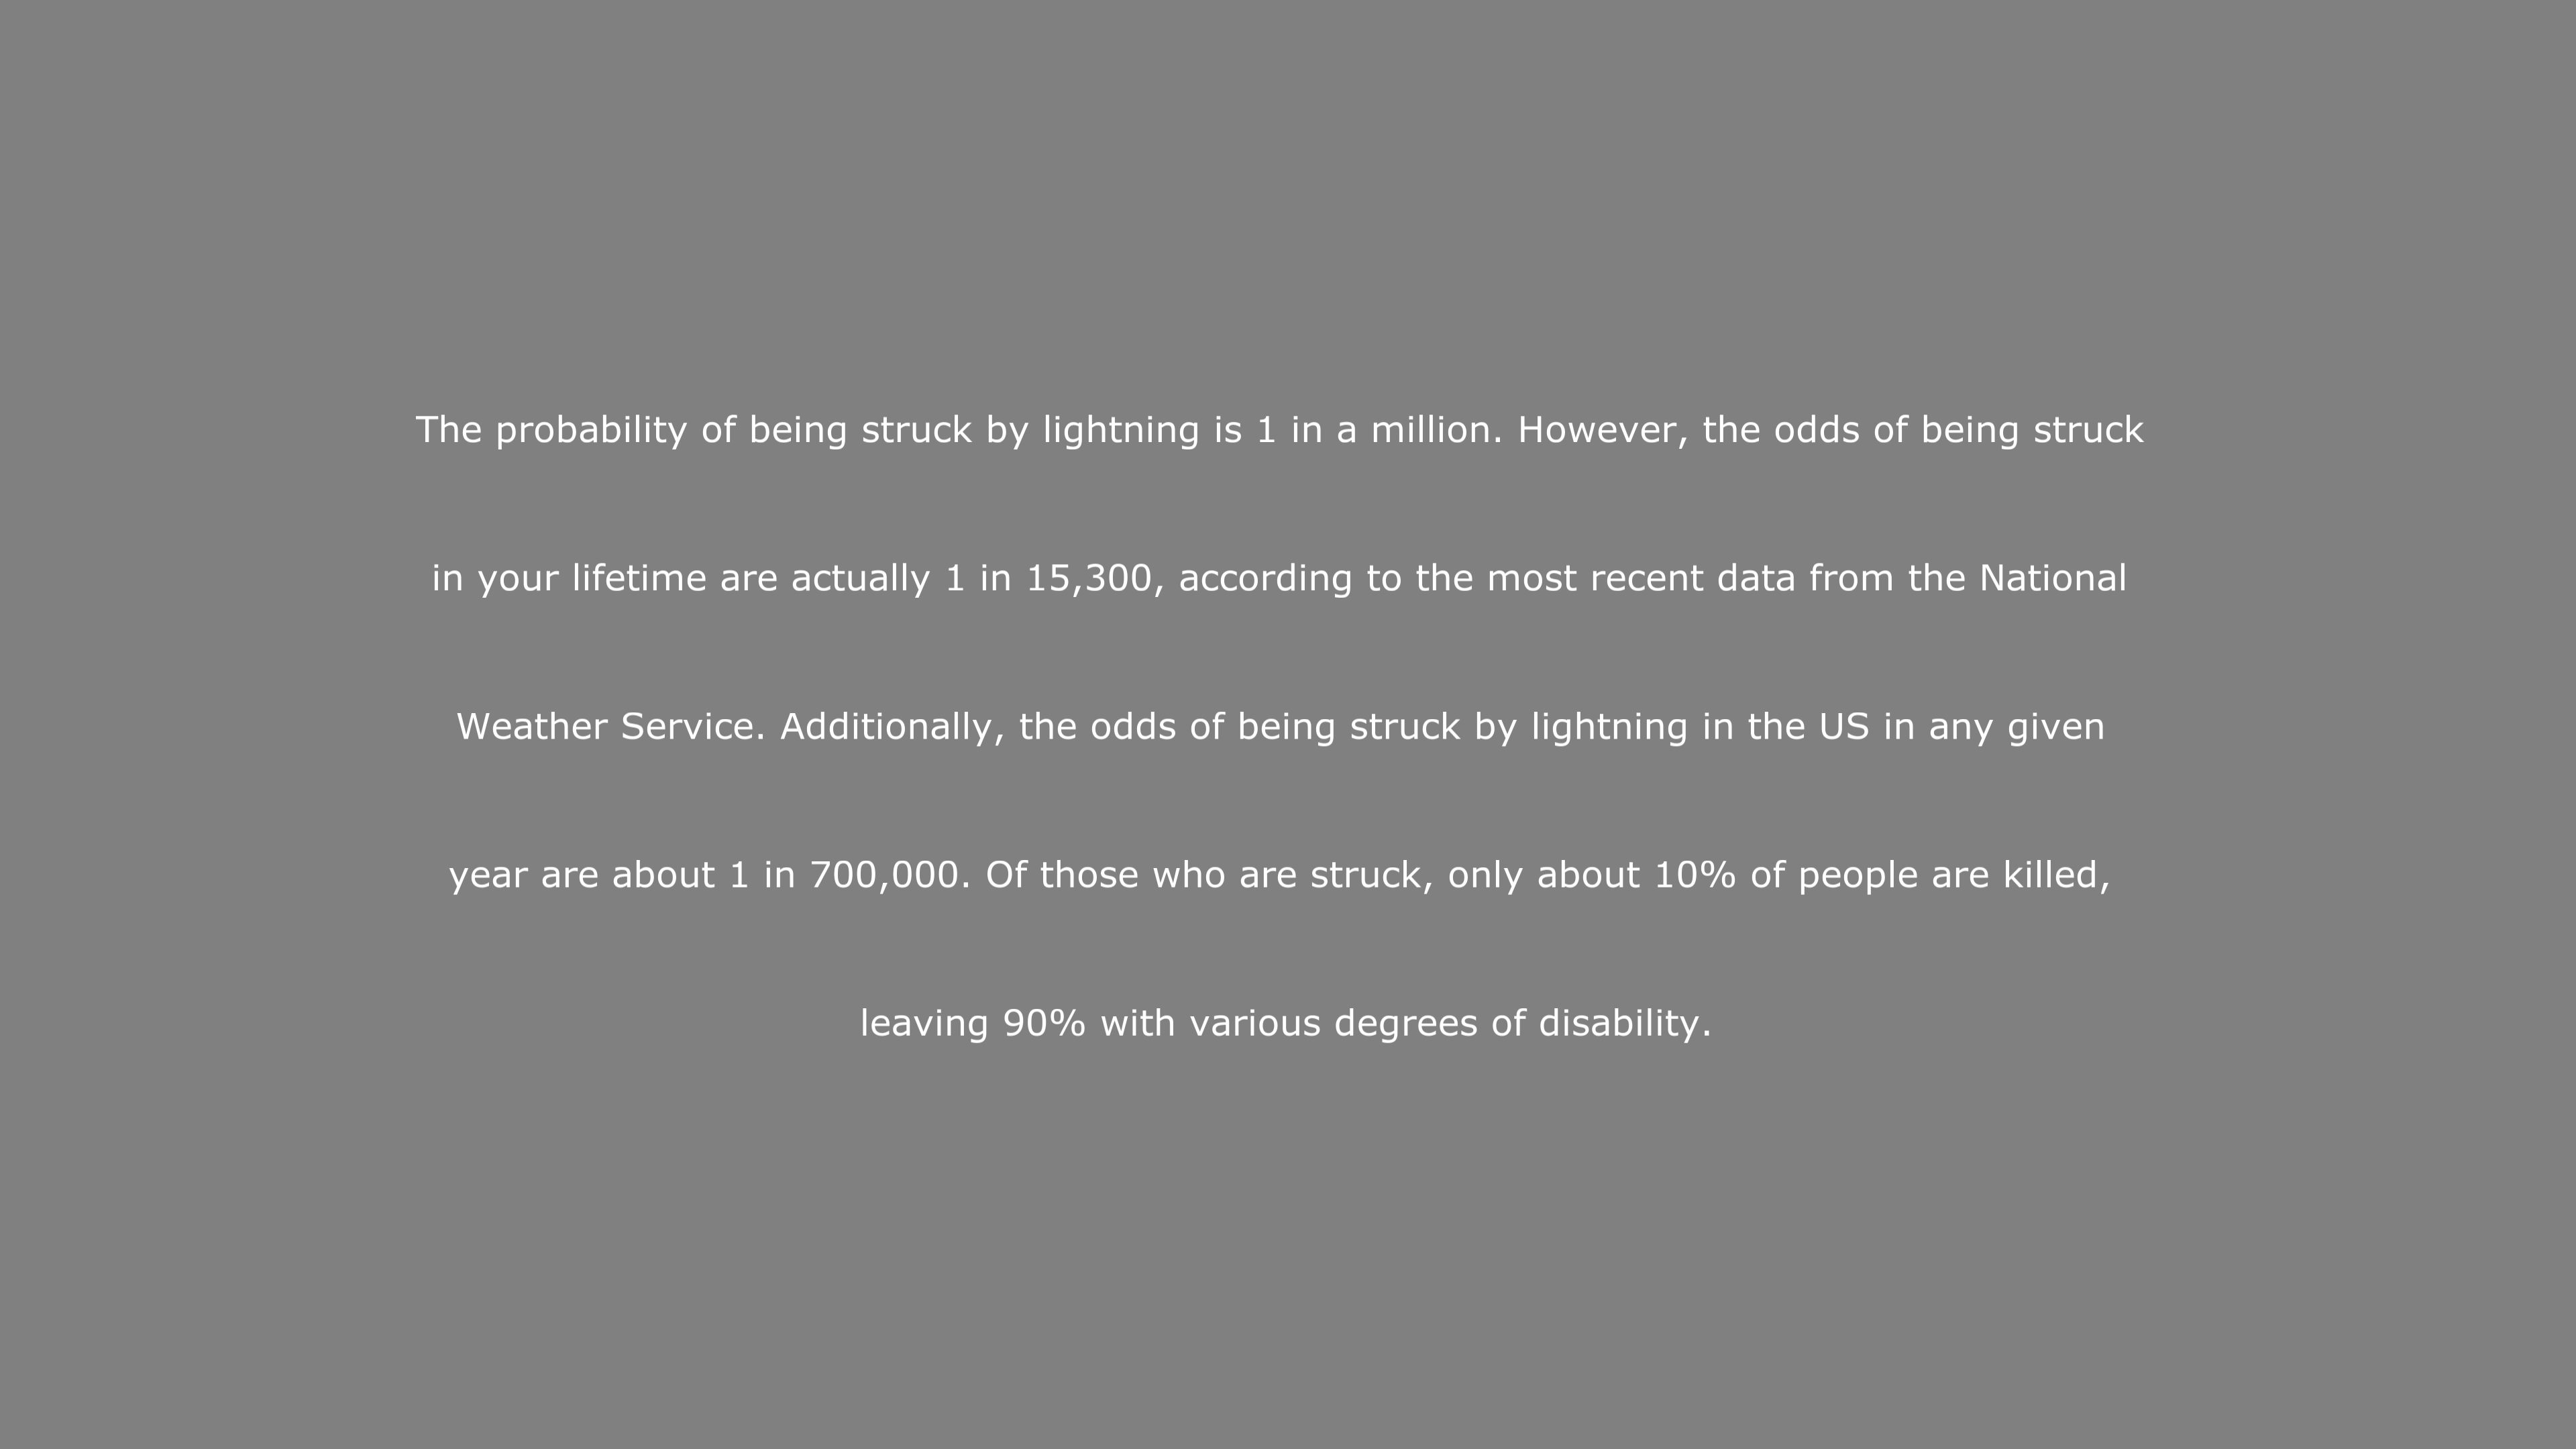 The probability of being struck by lightning is 1 in a million. However, the odds of being struck
in your lifetime are actually 1 in 15,300, according to the most recent data from the National
Weather Service. Additionally, the odds of being struck by lightning in the US in any given
year are about 1 in 700,000. Of those who are struck, only about 10% of people are killed,
leaving 90% with various degrees of disability.